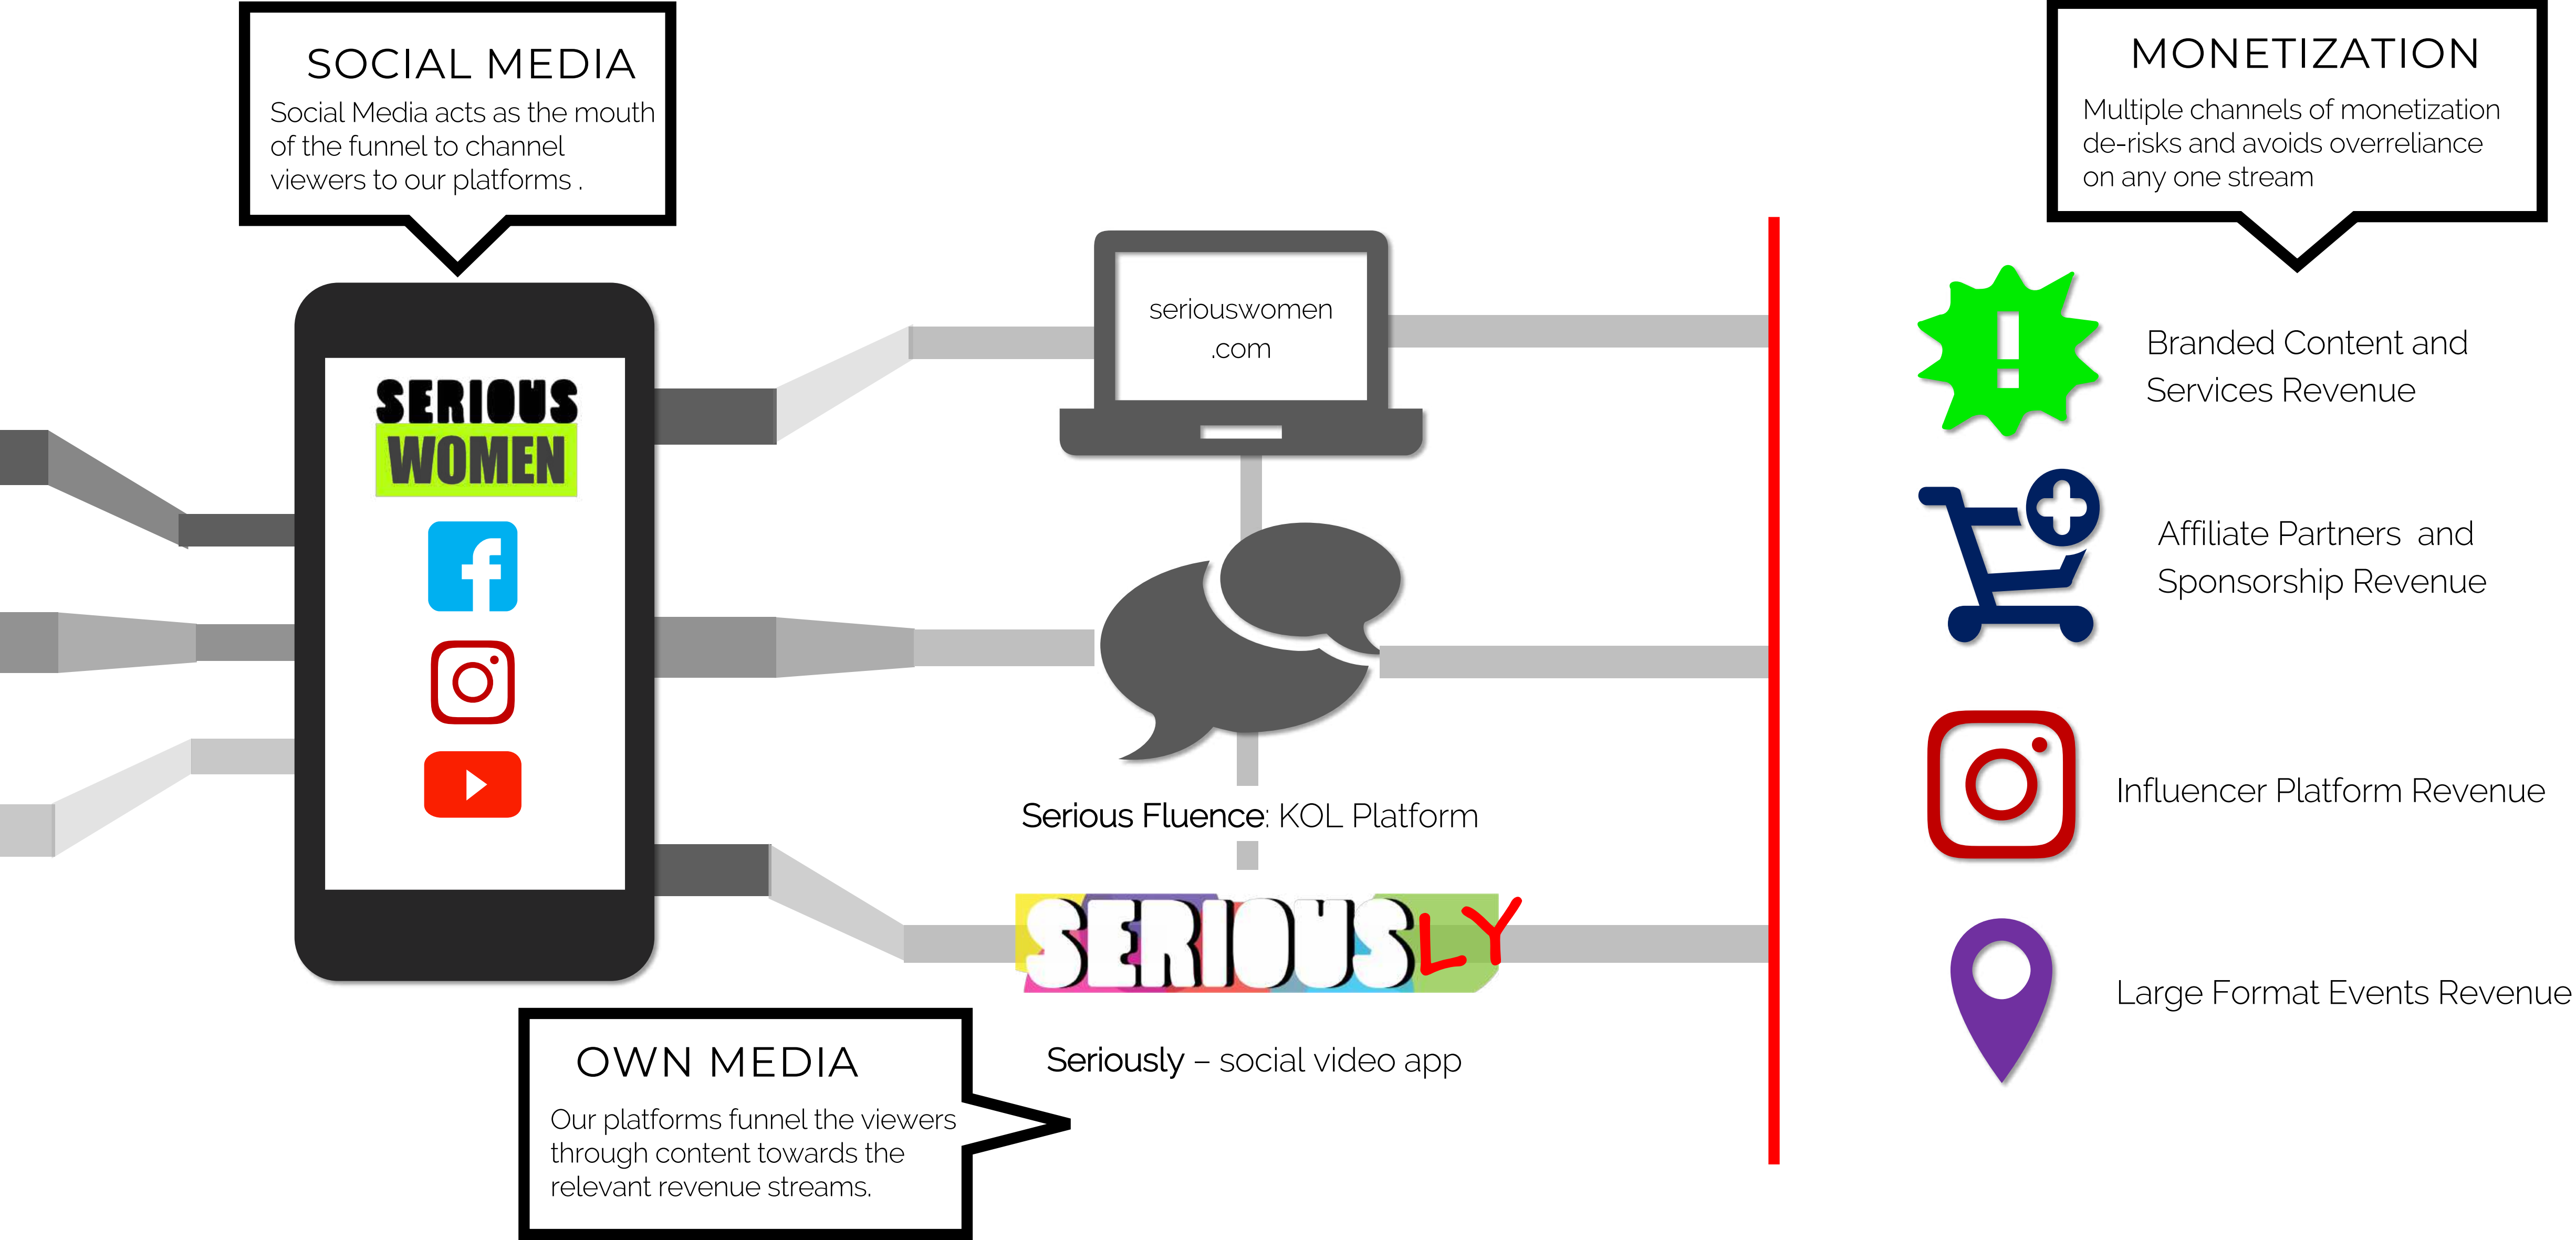 SOCIAL MEDIA
Social Media acts as the mouth
of the funnel to channel
viewers to our platforms .
SERIOUS
WOMEN
seriouswomen
.com
Serious Fluence: KOL Platform
SERIOUSLY
Seriously – social video app
OWN MEDIA
Our platforms funnel the viewers
through content towards the
relevant revenue streams.
MONETIZATION
Multiple channels of monetization
de-risks and avoids overreliance
on any one stream
Branded Content and
Services Revenue
Affiliate Partners  and
Sponsorship Revenue
Influencer Platform Revenue
Large Format Events Revenue